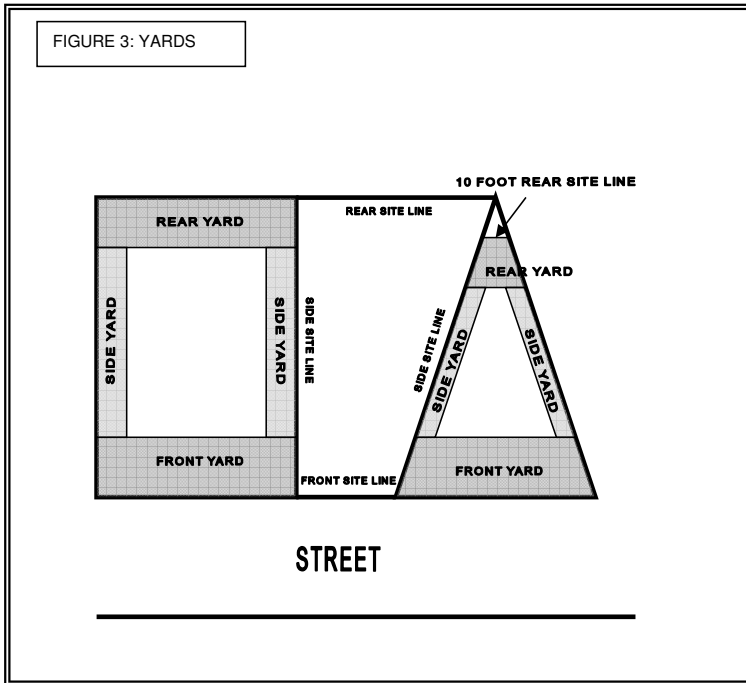 FIGURE 3: YARDS
10 FOOT REAR SITE LINE
REAR SITE LINE
REAR YARD
REAR YARD
SIDE YARD
SIDE YARD
SIDE SITE LINE
SIDE SITE LINE
SIDE YARD
SIDE YARD
FRONT YARD
FRONT SITE LINE
FRONT YARD
STREET